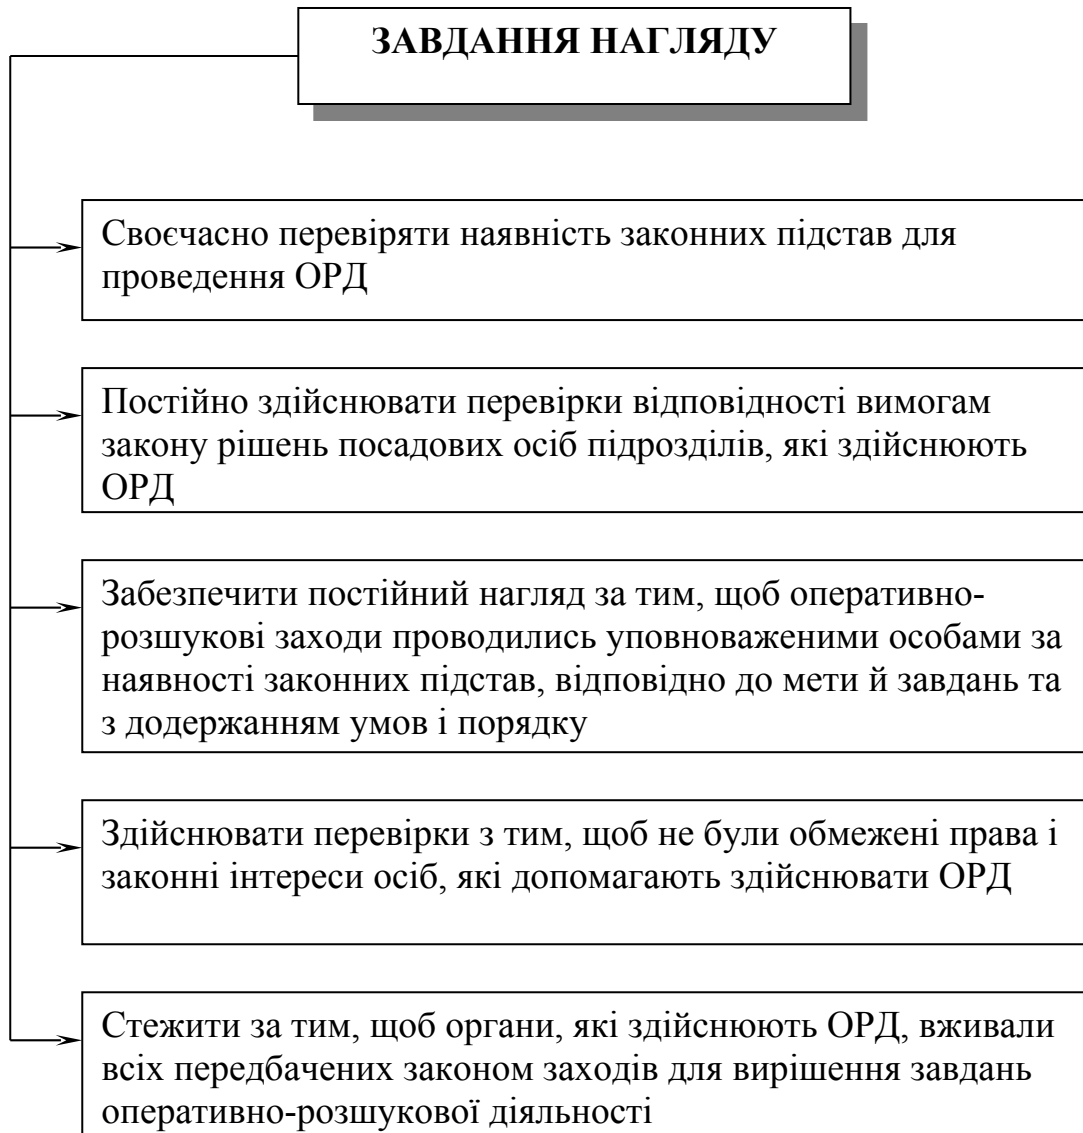 ЗАВДАННЯ НАГЛЯДУ
Своєчасно перевіряти наявність законних підстав для
проведення ОРД
Постійно здійснювати перевірки відповідності вимогам
закону рішень посадових осіб підрозділів, які здійснюють
ОРД
Забезпечити постійний нагляд за тим, щоб оперативно-
розшукові заходи проводились уповноваженими особами за
наявності законних підстав, відповідно до мети й завдань та
з додержанням умов і порядку
Здійснювати перевірки з тим, щоб не були обмежені права і
законні інтереси осіб, які допомагають здійснювати ОРД
Стежити за тим, щоб органи, які здійснюють ОРД, вживали
всіх передбачених законом заходів для вирішення завдань
оперативно-розшукової діяльності